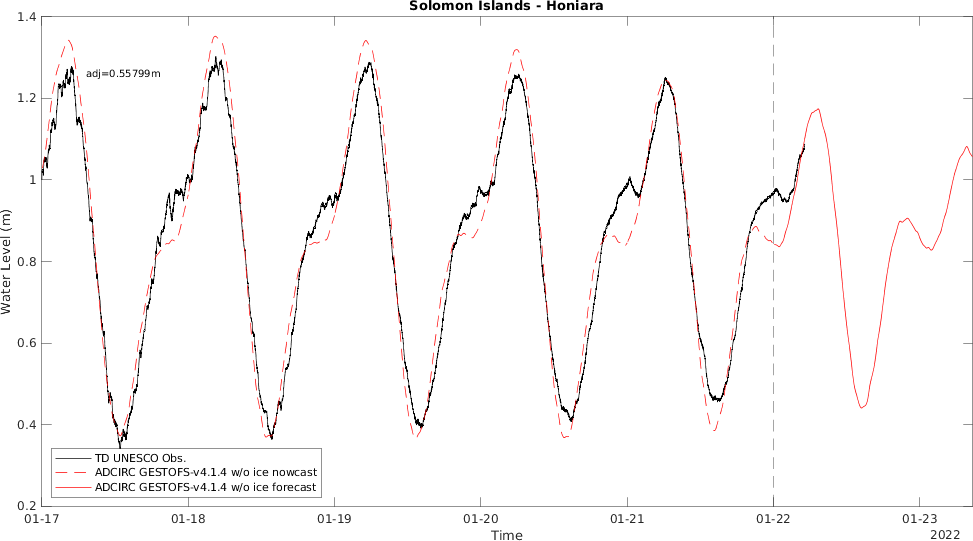 Solomon Islands - Honiara
1.4
1.2
1
0.8
0.6
0.4
0.2
Water Level (m)
adj=0.55799m
TD UNESCO Obs.
ADCIRC GESTOFS-v4.1.4 w/o ice nowcast
ADCIRC GESTOFS-v4.1.4 w/o ice forecast
01-17 01-18 01-19 01-20 01-21 01-22 01-23
Time
2022